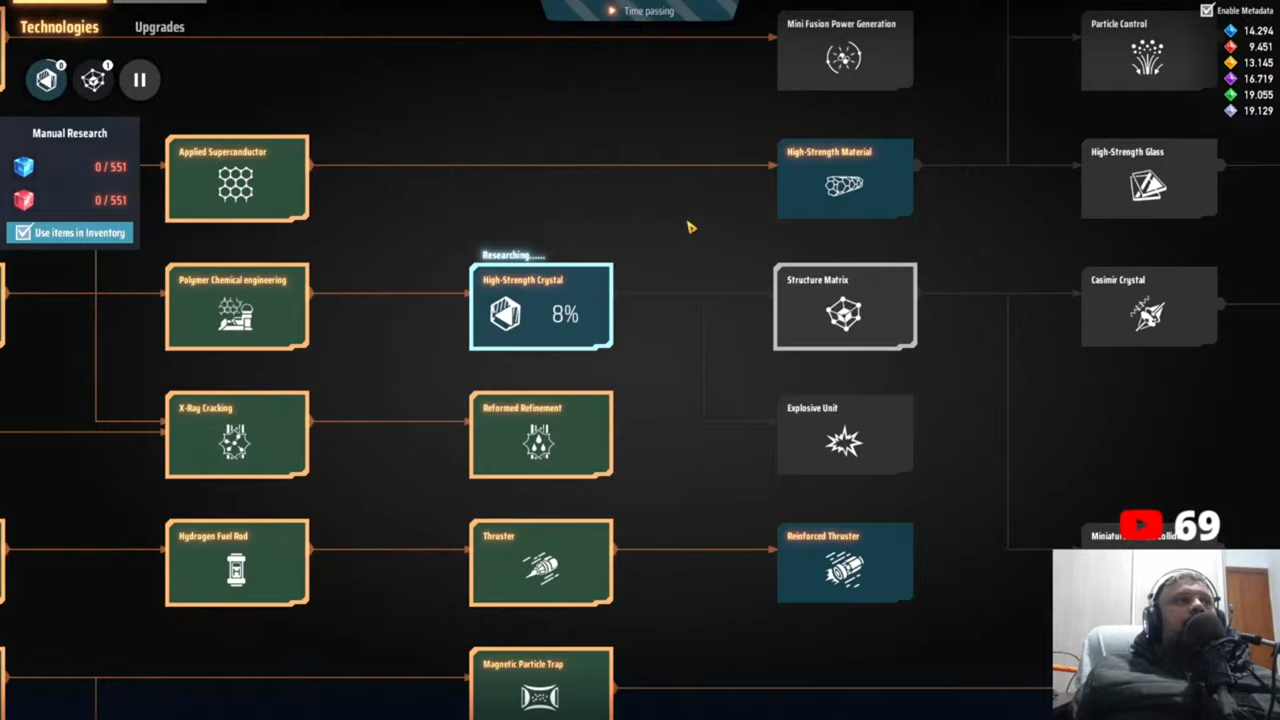 Time passing
Technologies
Upgrades
Enable Metadata
14.294
9.451
13.145
16.719
19.055
19.129
0
1
Manual Research
0 / 551
0 / 551
Use items in Inventory
Mini Fusion Power Generation
Particle Control
Applied Superconductor
High-Strength Material
High-Strength Glass
Researching......
Polymer Chemical engineering
High-Strength Crystal
8%
Structure Matrix
Casimir Crystal
X-Ray Cracking
Reformed Refinement
Explosive Unit
Hydrogen Fuel Rod
Thruster
Reinforced Thruster
69
Magnetic Particle Trap